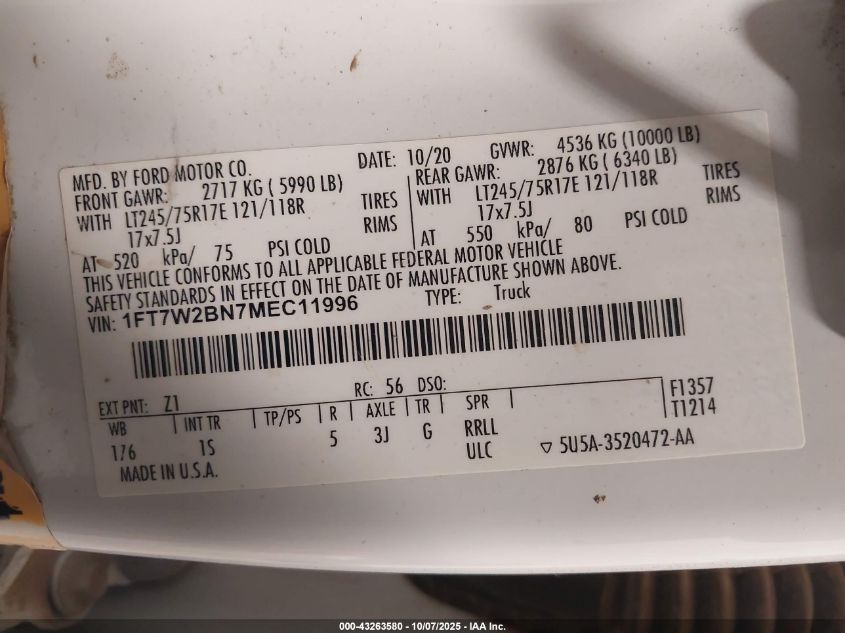 MFD. BY FORD MOTOR CO.
DATE: 10/20
GVWR: 4536 KG (10000 LB)
FRONT GAWR: 2717 KG ( 5990 LB)
REAR GAWR: 2876 KG ( 6340 LB)
WITH LT245/75R17E 121/118R TIRES
WITH LT245/75R17E 121/118R TIRES
17x7.5J RIMS
17x7.5J RIMS
AT 520 kPa/ 75 PSI COLD
AT 550 kPa/ 80 PSI COLD
THIS VEHICLE CONFORMS TO ALL APPLICABLE FEDERAL MOTOR VEHICLE
SAFETY STANDARDS IN EFFECT ON THE DATE OF MANUFACTURE SHOWN ABOVE.
VIN: 1FT7W2BN7MEC11996
TYPE: Truck
EXT PNT: Z1
RC: 56 DSO:
WB INT TR TP/PS R AXLE TR SPR
F1357
T1214
176 1S 5 3J G RRLL
ULC
▽ 5U5A-3520472-AA
MADE IN U.S.A.
000-43263580 - 10/07/2025 - IAA Inc.